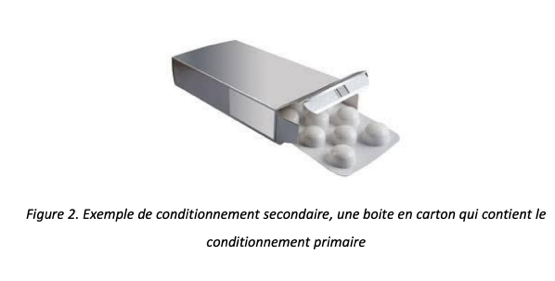 Figure 2. Exemple de conditionnement secondaire, une boite en carton qui contient le
conditionnement primaire